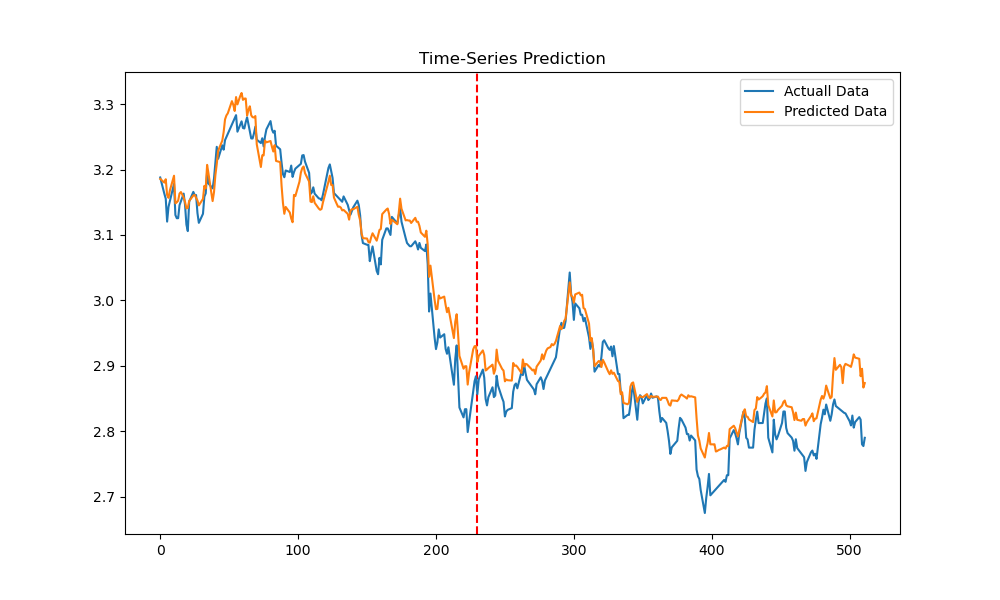 Time-Series Prediction
Actuall Data
Predicted Data
3.3
3.2
3.1
3.0
2.9
2.8
2.7
0 100 200 300 400 500